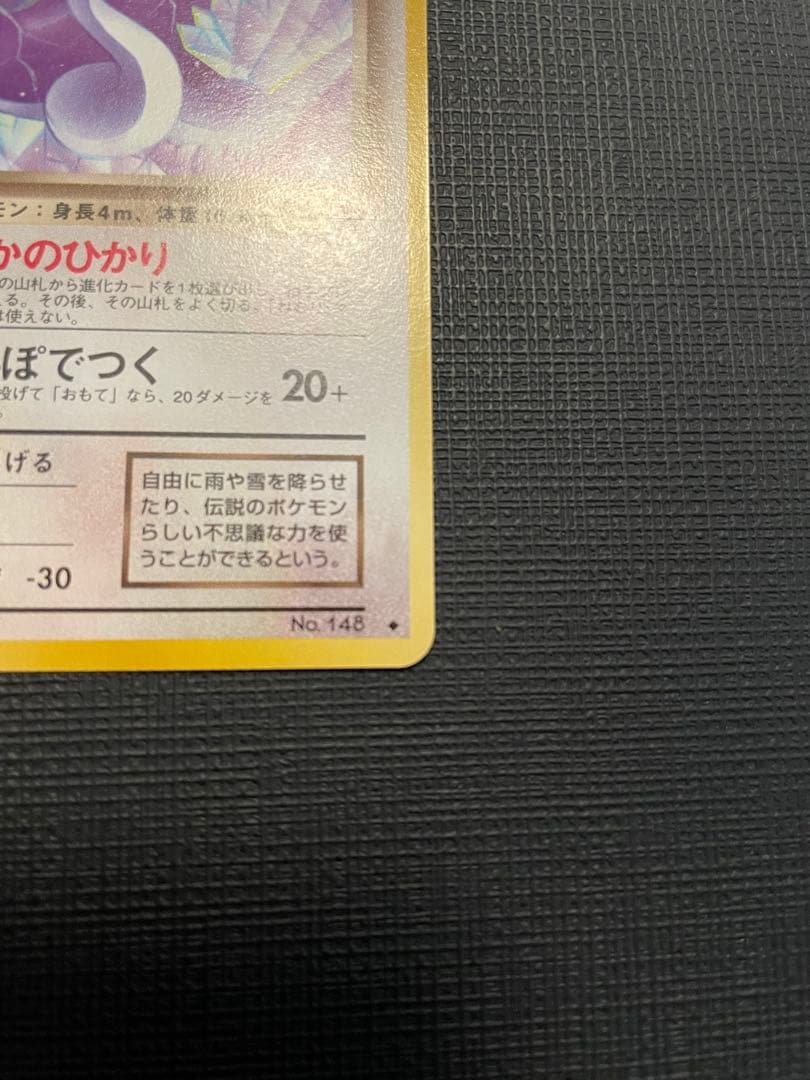 モン：身長4m、体重
かのひかり
の山札から進化カードを1枚選び出し
える。その後、その山札をよく切る。
は使えない。
ぽでつく
投げて「おもて」なら、20ダメージを
20+
げる
自由に雨や雪を降らせ
たり、伝説のポケモン
らしい不思議な力を使
うことができるという。
-30
No. 148 ◆